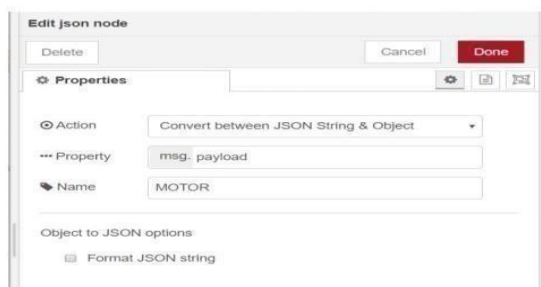 Edit json node
Delete Cancel Done
Properties
Action Convert between JSON String & Object
Property msg. payload
Name MOTOR
Object to JSON options
Format JSON string